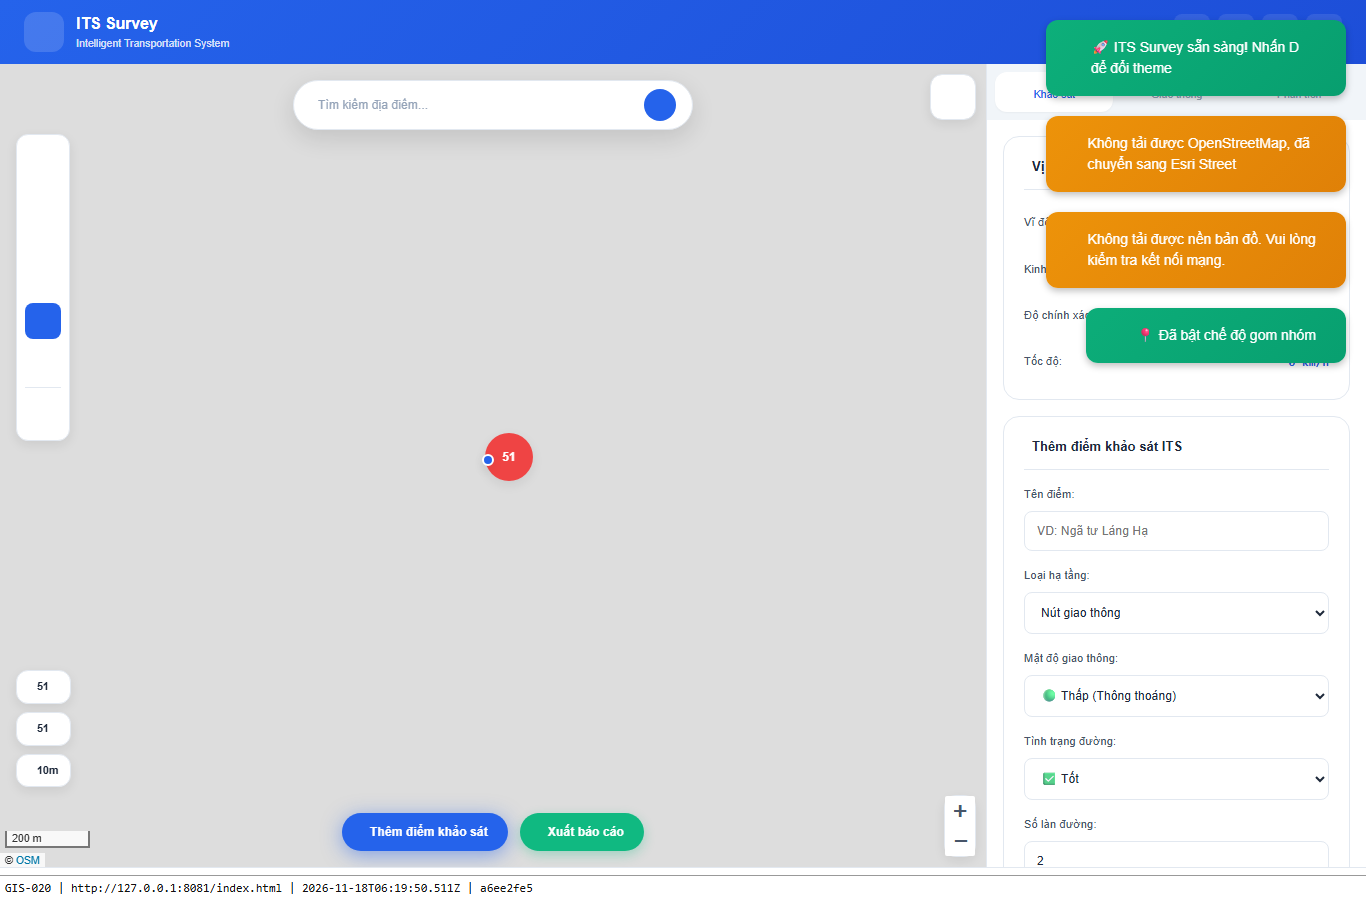 ITS Survey
Intelligent Transportation System
🚀 ITS Survey sẵn sàng! Nhấn D
để đổi theme
Không tải được OpenStreetMap, đã
chuyển sang Esri Street
Không tải được nền bản đồ. Vui lòng
kiểm tra kết nối mạng.
📍 Đã bật chế độ gom nhóm
Tìm kiếm địa điểm...
Độ chính xác
Tốc độ:
Thêm điểm khảo sát ITS
Tên điểm:
VD: Ngã tư Láng Hạ
Loại hạ tầng:
Nút giao thông
Mật độ giao thông:
🟢 Thấp (Thông thoáng)
Tình trạng đường:
✅ Tốt
Số làn đường:
2
51
51
51
10m
Thêm điểm khảo sát
Xuất báo cáo
+
−
200 m
© OSM
GIS-020 | http://127.0.0.1:8081/index.html | 2026-11-18T06:19:50.511Z | a6ee2fe5